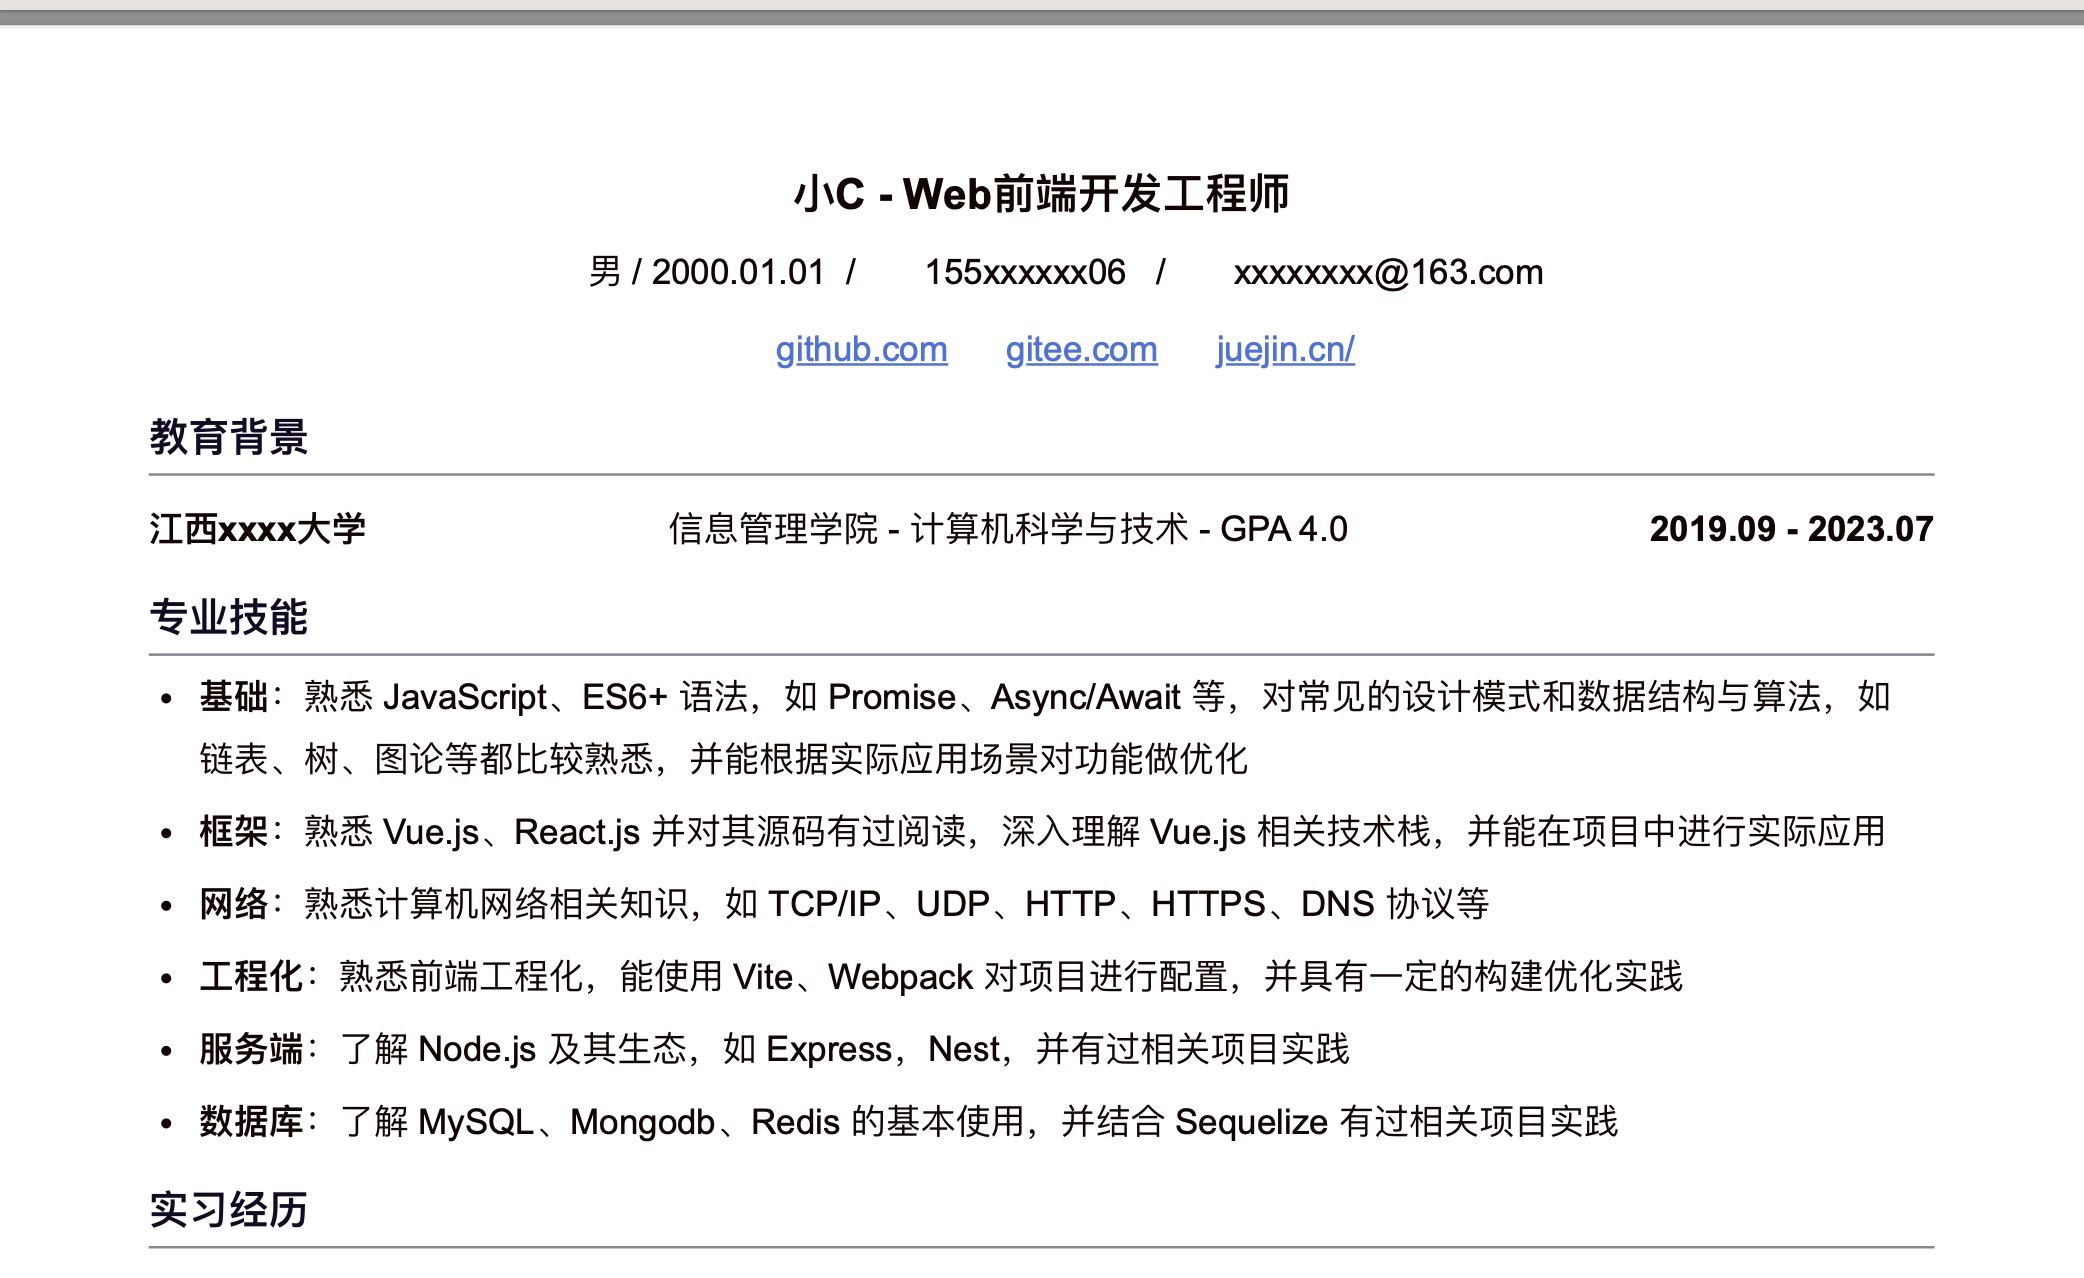 小C - Web前端开发工程师
男 / 2000.01.01 / 155xxxxxx06 / xxxxxxxx@163.com
github.com gitee.com juejin.cn/
教育背景
江西xxxx大学 信息管理学院 - 计算机科学与技术 - GPA 4.0 2019.09 - 2023.07
专业技能
• 基础：熟悉 JavaScript、ES6+ 语法，如 Promise、Async/Await 等，对常见的设计模式和数据结构与算法，如
链表、树、图论等都比较熟悉，并能根据实际应用场景对功能做优化
• 框架：熟悉 Vue.js、React.js 并对其源码有过阅读，深入理解 Vue.js 相关技术栈，并能在项目中进行实际应用
• 网络：熟悉计算机网络相关知识，如 TCP/IP、UDP、HTTP、HTTPS、DNS 协议等
• 工程化：熟悉前端工程化，能使用 Vite、Webpack 对项目进行配置，并具有一定的构建优化实践
• 服务端：了解 Node.js 及其生态，如 Express，Nest，并有过相关项目实践
• 数据库：了解 MySQL、Mongodb、Redis 的基本使用，并结合 Sequelize 有过相关项目实践
实习经历